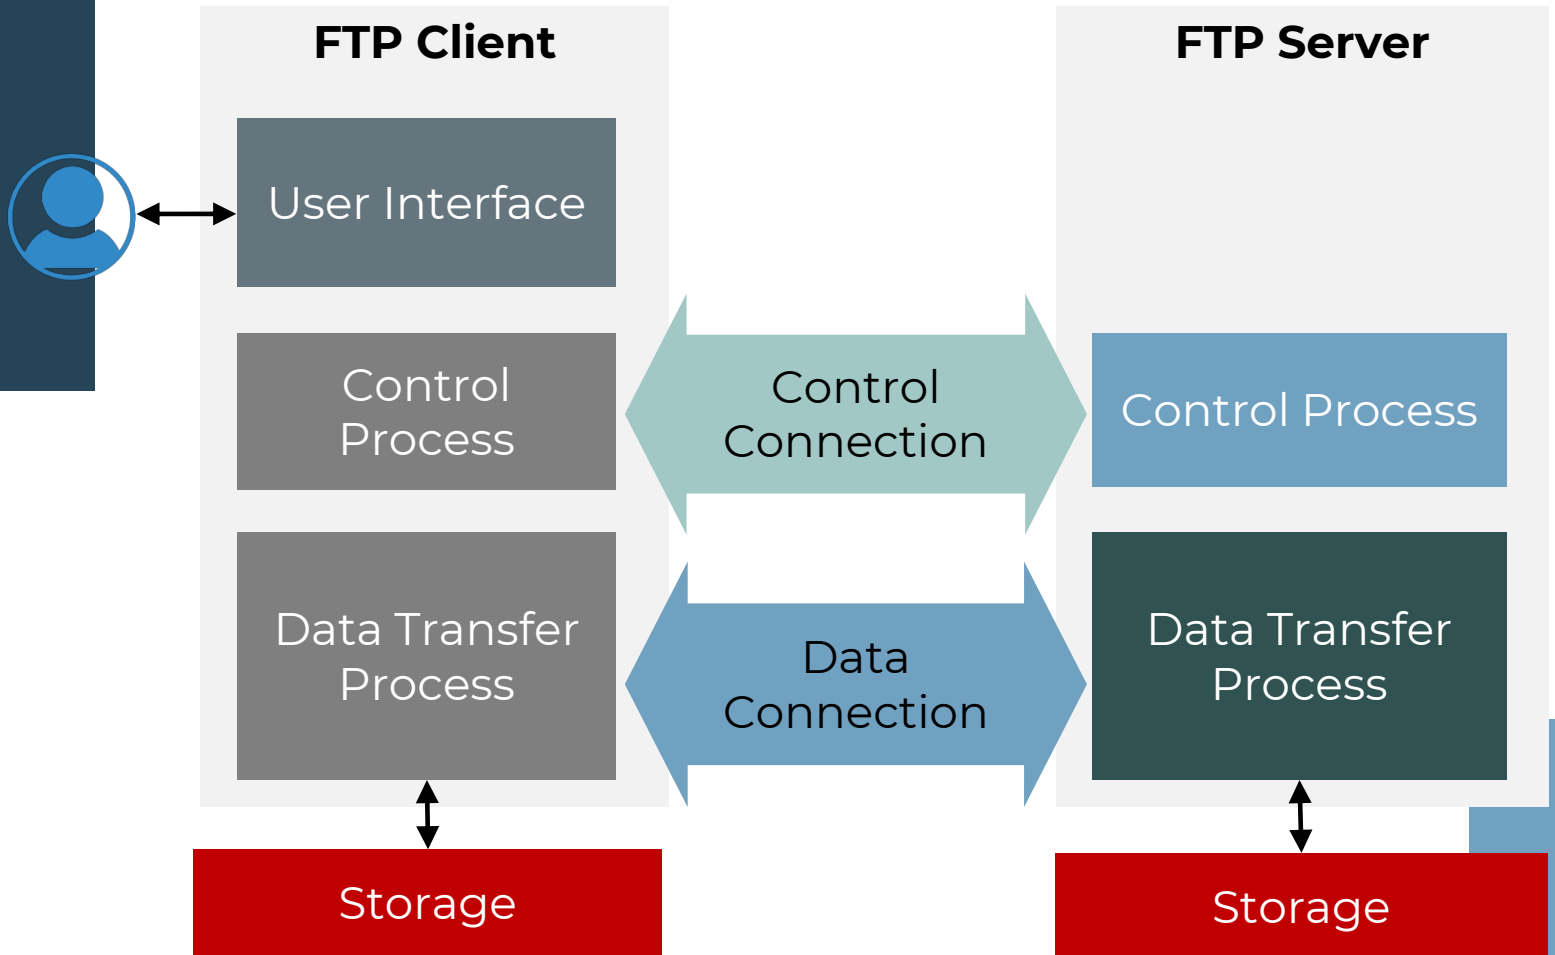 FTP Client
FTP Server
User Interface
Control
Process
Control
Connection
Control Process
Data Transfer
Process
Data
Connection
Data Transfer
Process
Storage
Storage